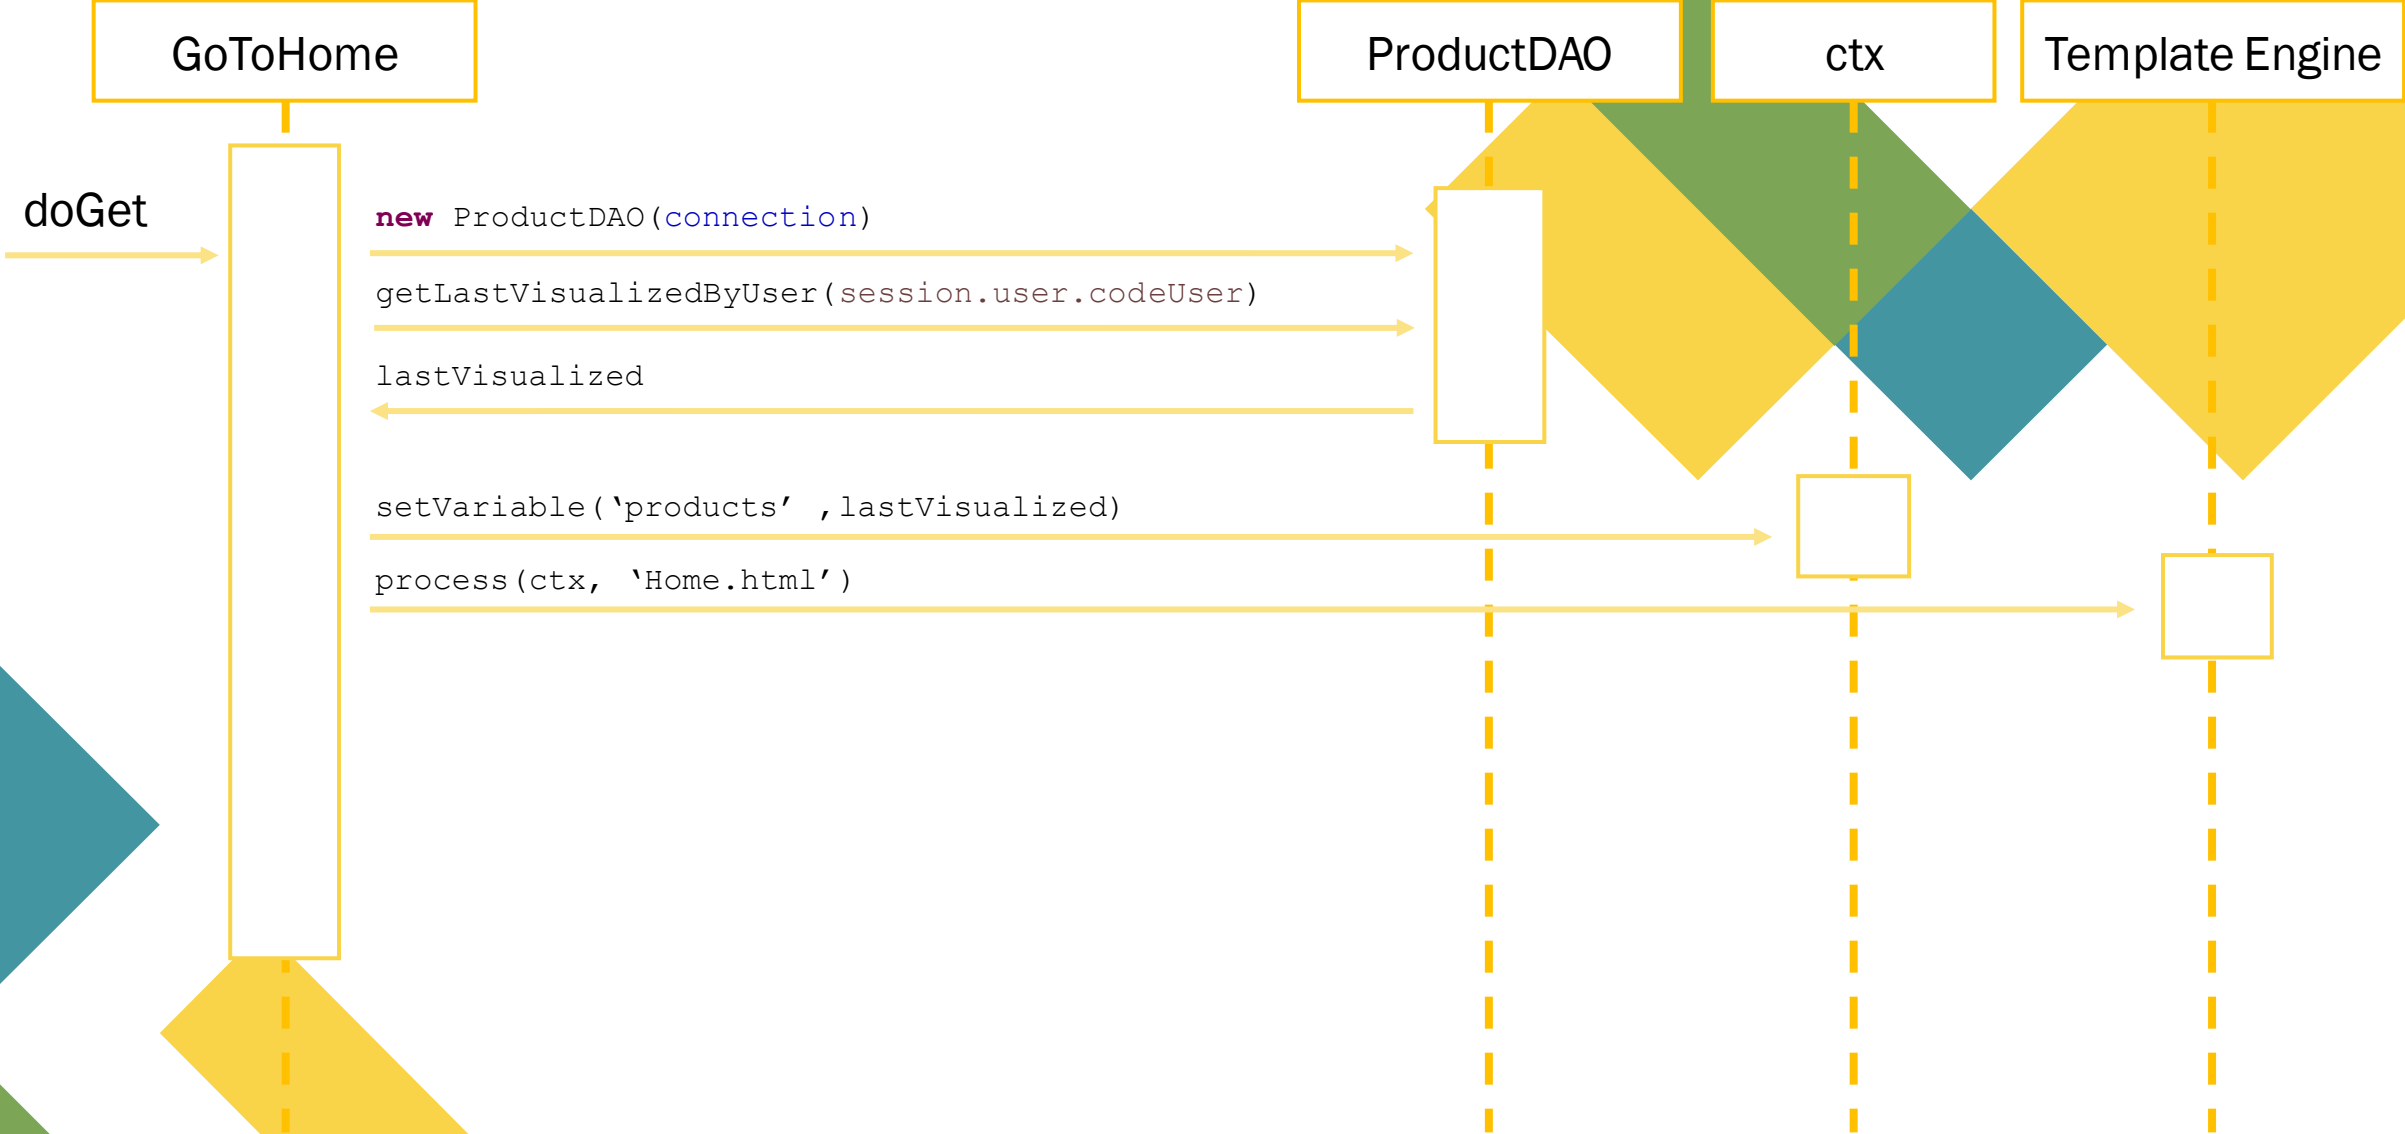 GoToHome
ProductDAO
ctx
Template Engine
doGet
new ProductDAO(connection)
getLastVisualizedByUser(session.user.codeUser)
lastVisualized
setVariable(‘products’ ,lastVisualized)
process(ctx, ‘Home.html’)